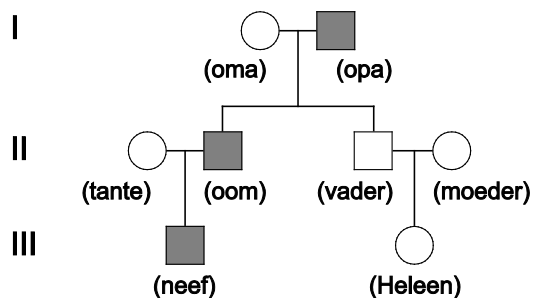 I
(oma) (opa)
II
(tante) (oom) (vader) (moeder)
III
(neef) (Heleen)